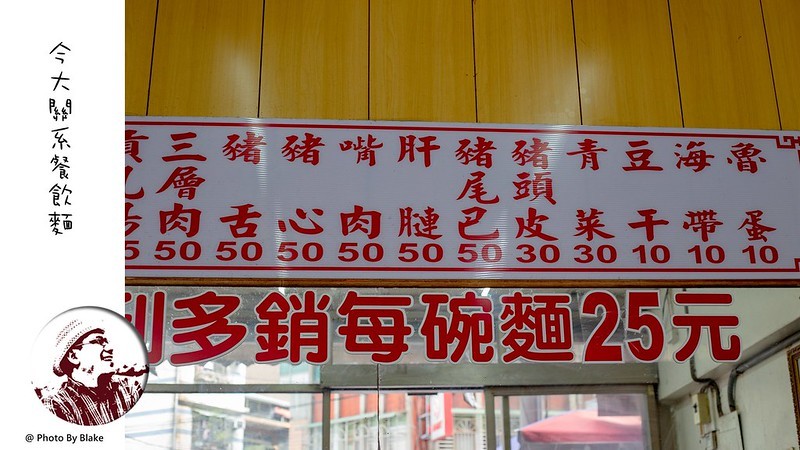 今大關系餐飲麵
魯蛋 10
海帶 10
豆干 10
青菜 30
豬頭皮 30
豬尾巴 50
肝 50
嘴肉 50
豬心 50
豬舌 50
三層肉 50
利多銷每碗麵25元
@ Photo By Blake